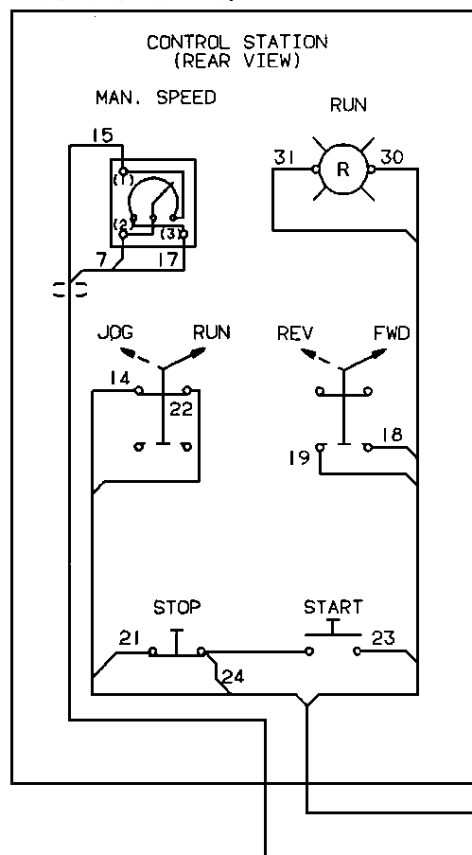 CONTROL STATION
(REAR VIEW)
MAN. SPEED
RUN
15
31
R
30
(1)
(2)
(3)
7
17
JOG
RUN
REV
FWD
14
22
18
19
STOP
START
21
23
24